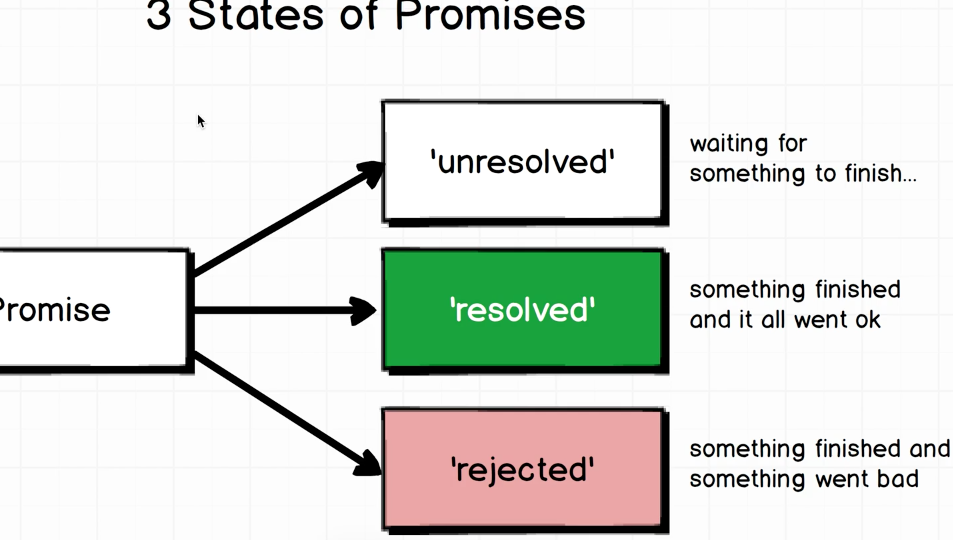 3 States of Promises
'unresolved'
waiting for
something to finish...
Promise
'resolved'
something finished
and it all went ok
'rejected'
something finished and
something went bad